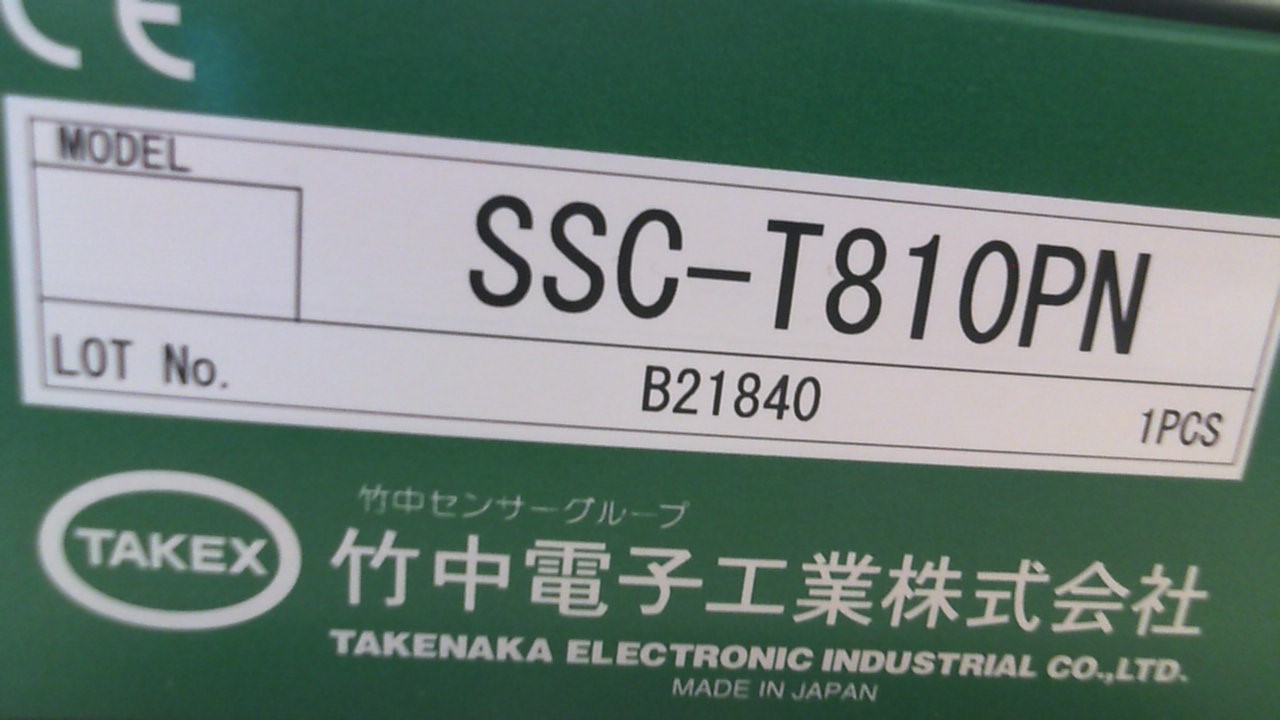 CE
MODEL
SSC-T810PN
LOT No.
B21840
1PCS
TAKEX
竹中センサーグループ
竹中電子工業株式会社
TAKENAKA ELECTRONIC INDUSTRIAL CO.,LTD.
MADE IN JAPAN